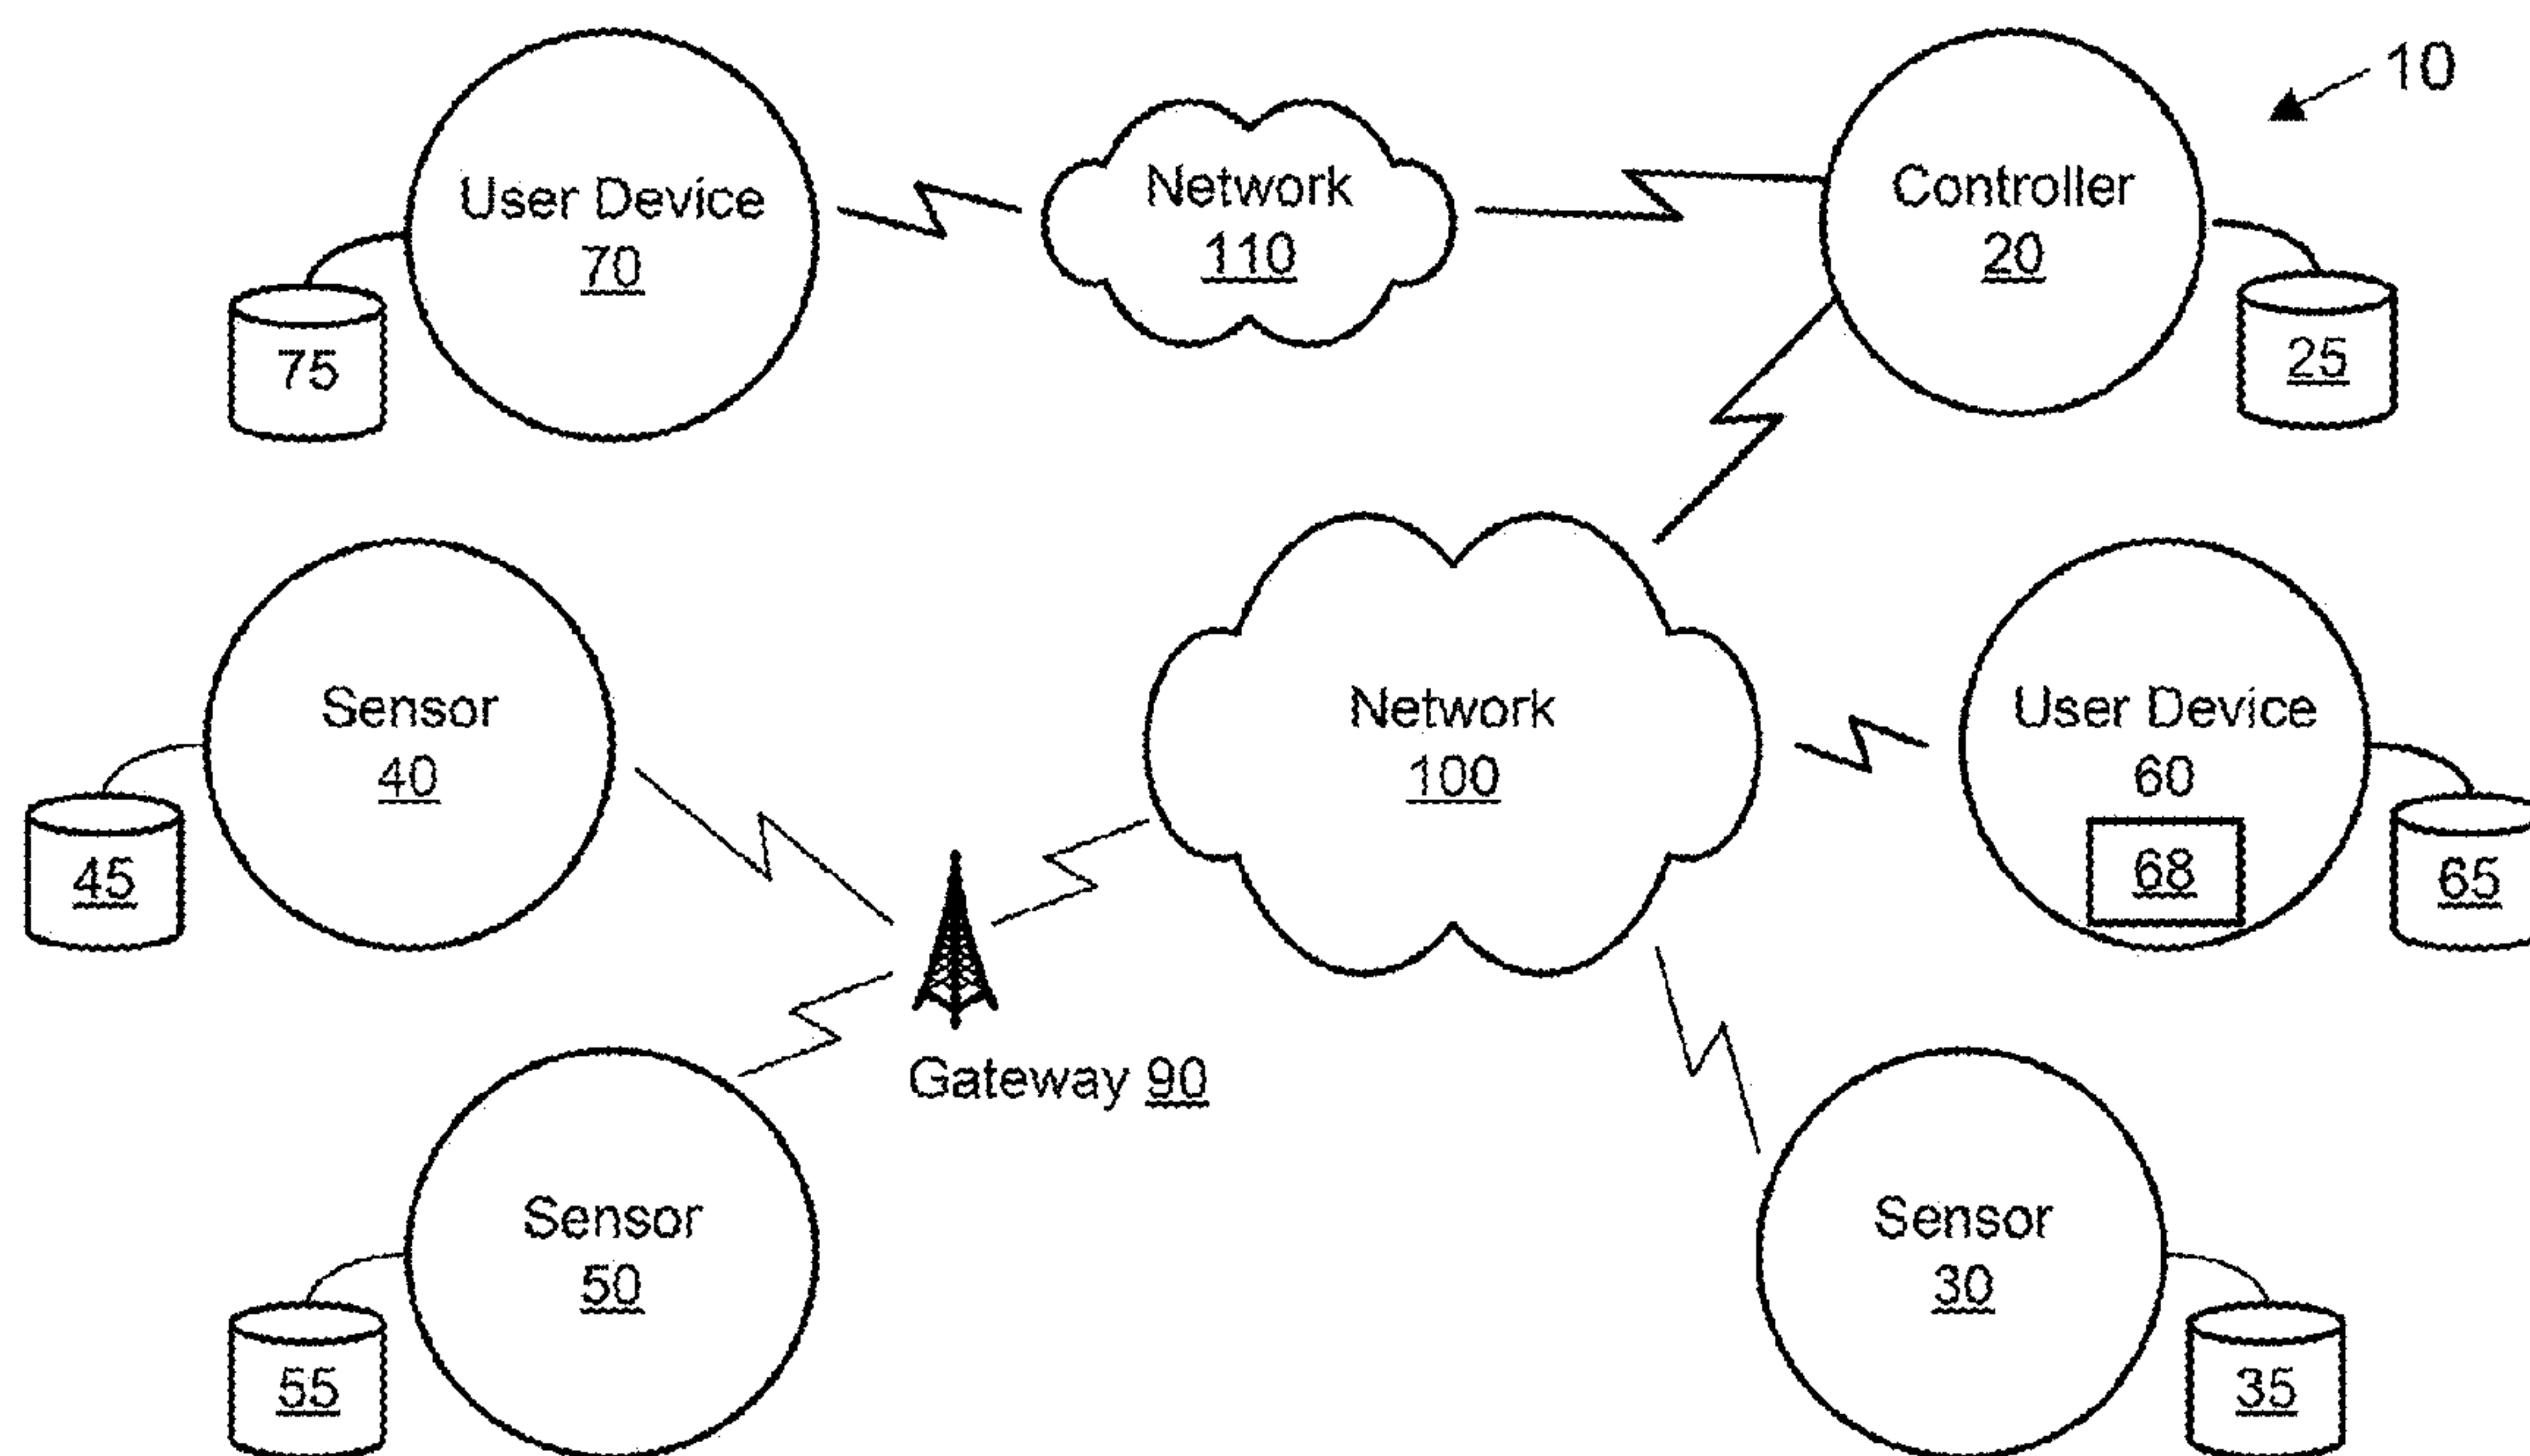 10
User Device
70
75
Network
110
Controller
20
25
Sensor
40
45
Network
100
User Device
60
68
65
Gateway 90
Sensor
50
55
Sensor
30
35